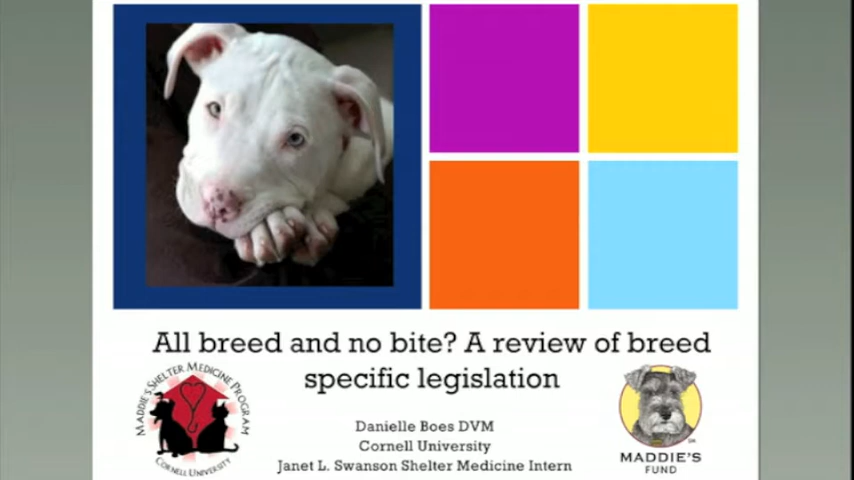 All breed and no bite? A review of breed
specific legislation
MADDIE'S SHELTER MEDICINE PROGRAM
CORNELL UNIVERSITY
Danielle Boes DVM
Cornell University
Janet L. Swanson Shelter Medicine Intern
MADDIE'S
FUND